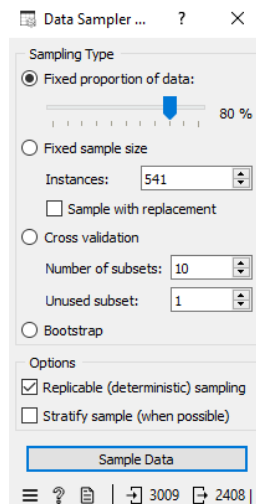 Data Sampler ... ? ×
Sampling Type
Fixed proportion of data:
80 %
Fixed sample size
Instances: 541
Sample with replacement
Cross validation
Number of subsets: 10
Unused subset: 1
Bootstrap
Options
Replicable (deterministic) sampling
Stratify sample (when possible)
Sample Data
? 3009 2408 |